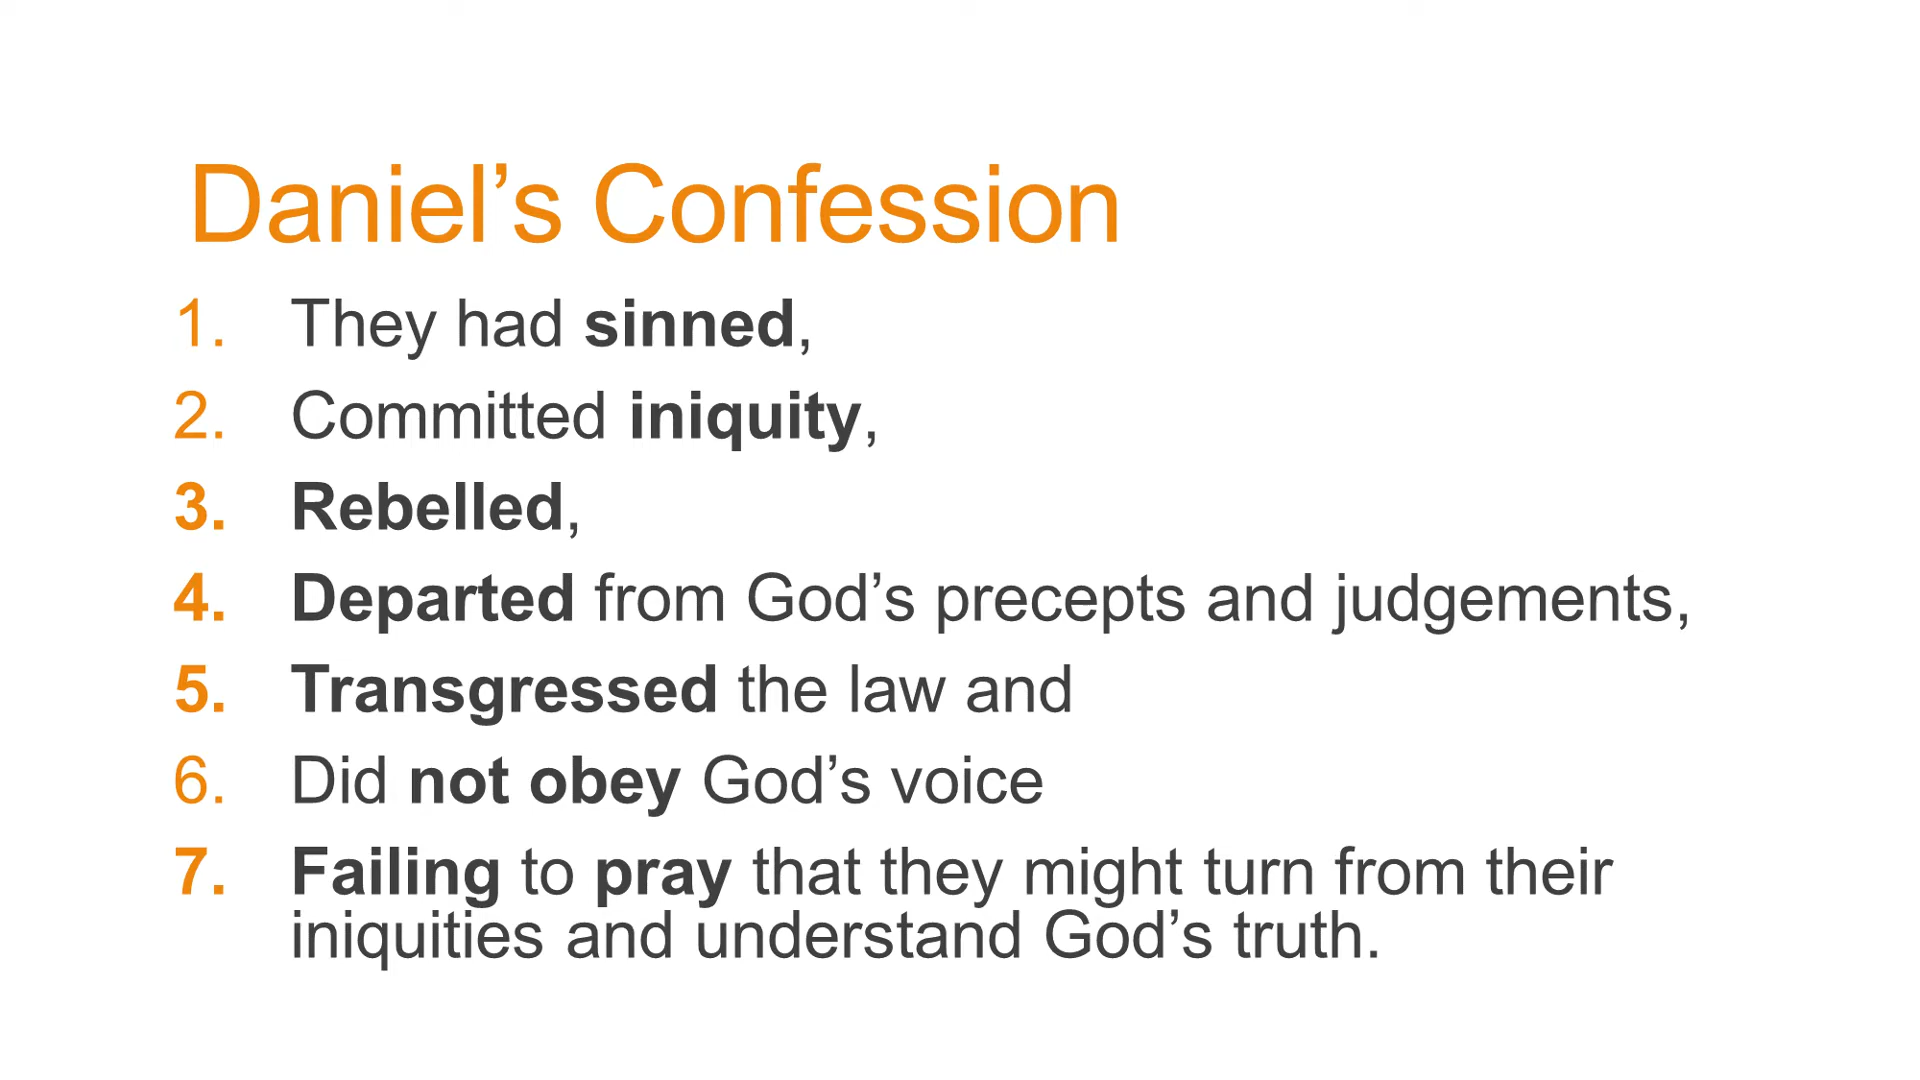 Daniel’s Confession
1. They had sinned,
2. Committed iniquity,
3. Rebelled,
4. Departed from God’s precepts and judgements,
5. Transgressed the law and
6. Did not obey God’s voice
7. Failing to pray that they might turn from their
iniquities and understand God’s truth.